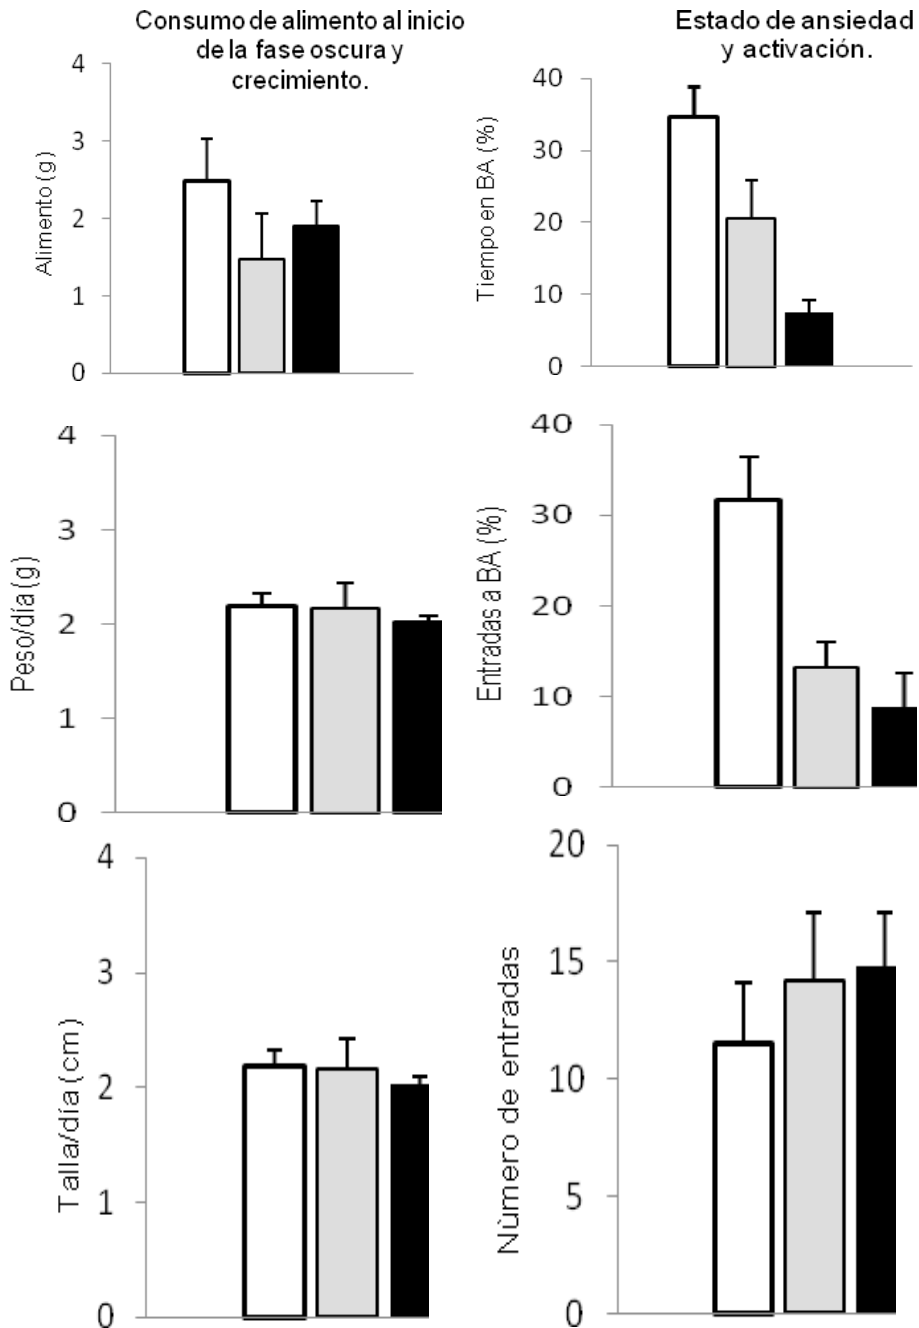 Consumo de alimento al inicio
de la fase oscura y
crecimiento.
Alimento (g)
4
3
2
1
0
Estado de ansiedad
y activación.
Tiempo en BA (%)
40
30
20
10
0
Peso/día (g)
4
3
2
1
0
Entradas a BA (%)
40
30
20
10
0
Talla/día (cm)
4
3
2
1
0
Nùmero de entradas
20
15
10
5
0